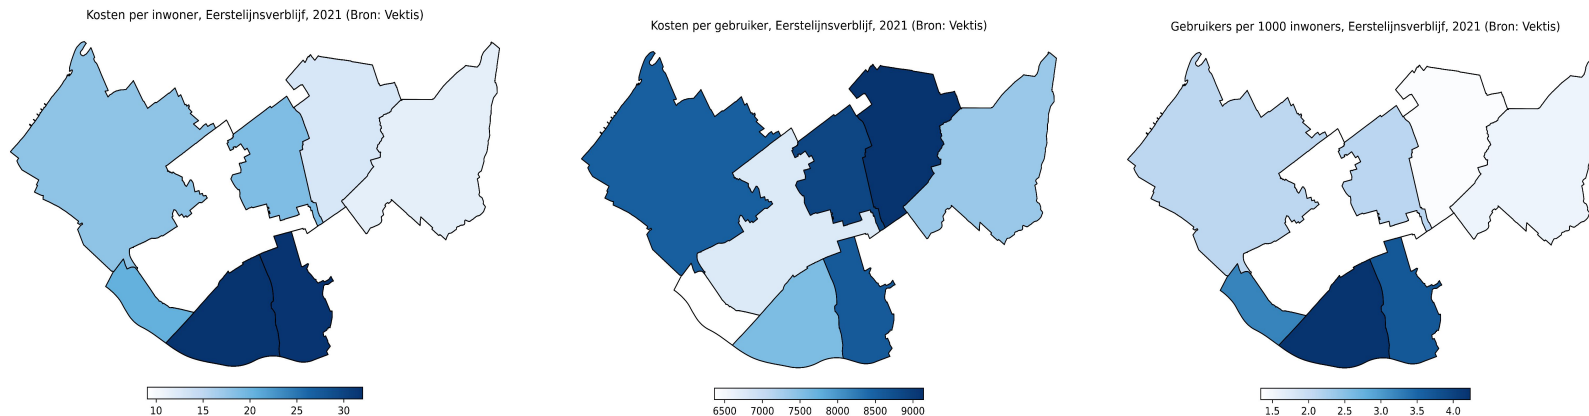 Kosten per inwoner, Eerstelijnsverblijf, 2021 (Bron: Vektis)
10 15 20 25 30
Kosten per gebruiker, Eerstelijnsverblijf, 2021 (Bron: Vektis)
6500 7000 7500 8000 8500 9000
Gebruikers per 1000 inwoners, Eerstelijnsverblijf, 2021 (Bron: Vektis)
1.5 2.0 2.5 3.0 3.5 4.0